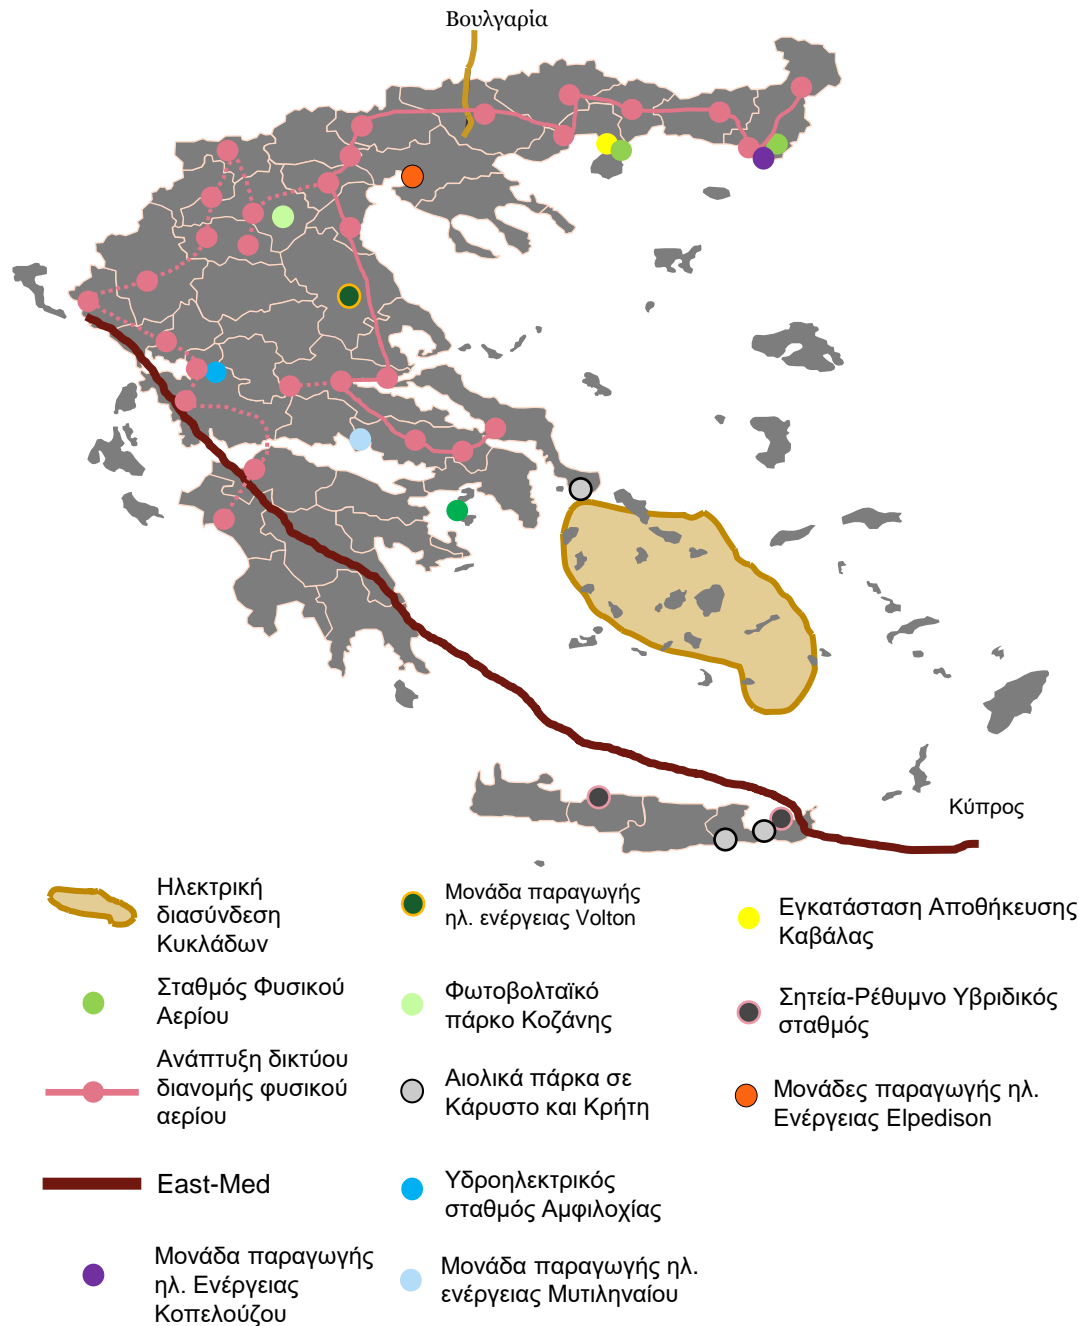 Βουλγαρία
Κύπρος
Ηλεκτρική
διασύνδεση
Κυκλάδων
Σταθμός Φυσικού
Αερίου
Ανάπτυξη δικτύου
διανομής φυσικού
αερίου
East-Med
Μονάδα παραγωγής
ηλ. Ενέργειας
Κοπελούζου
Μονάδα παραγωγής
ηλ. ενέργειας Volton
Φωτοβολταϊκό
πάρκο Κοζάνης
Αιολικά πάρκα σε
Κάρυστο και Κρήτη
Υδροηλεκτρικός
σταθμός Αμφιλοχίας
Μονάδα παραγωγής ηλ.
ενέργειας Μυτιληναίου
Εγκατάσταση Αποθήκευσης
Καβάλας
Σητεία-Ρέθυμνο Υβριδικός
σταθμός
Μονάδες παραγωγής ηλ.
Ενέργειας Elpedison